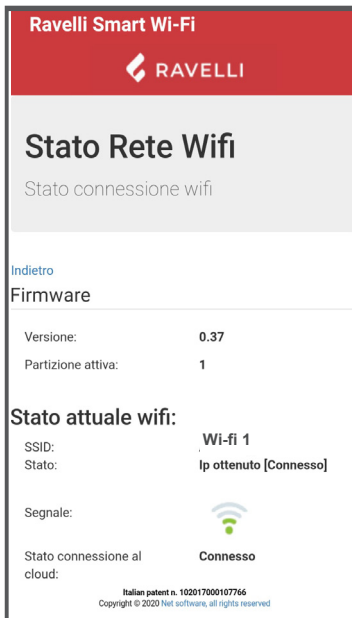 Ravelli Smart Wi-Fi
RAVELLI
Stato Rete Wifi
Stato connessione wifi
Indietro
Firmware
Versione: 0.37
Partizione attiva: 1
Stato attuale wifi:
SSID: Wi-fi 1
Stato: Ip ottenuto [Connesso]
Segnale:
Stato connessione al Connesso
cloud:
Italian patent n. 102017000107766
Copyright © 2020 Net software, all rights reserved